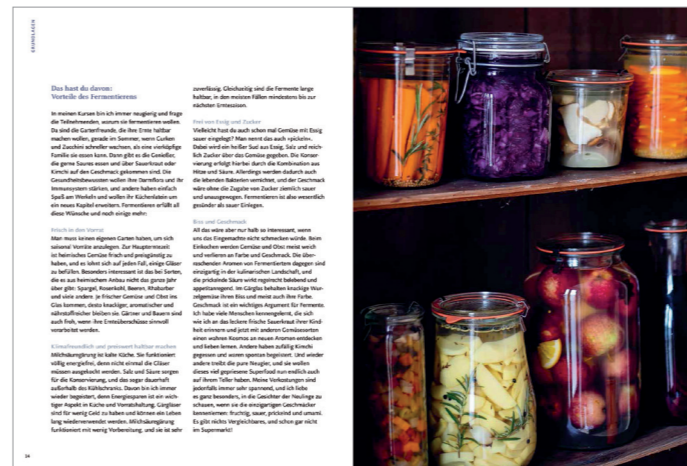 GRUNDLAGEN
Das hast du davon:
Vorteile des Fermentierens
In meinen Kursen bin ich immer neugierig und frage
die Teilnehmenden, warum sie fermentieren wollen.
Da sind die Gartenfreunde, die ihre Ernte haltbar
machen wollen, gerade im Sommer, wenn Gurken
und Zucchini schneller wachsen, als eine vierköpfige
Familie sie essen kann. Dann gibt es die Genießer,
die gerne Saures essen und über Sauerkraut oder
Kimchi auf den Geschmack gekommen sind. Die
Gesundheitsbewussten wollen ihre Darmflora und ihr
Immunsystem stärken, und andere haben einfach
Spaß am Werkeln und wollen ihr Küchenlatein um
ein neues Kapitel erweitern. Fermentieren erfüllt all
diese Wünsche und noch einige mehr:
Frisch in den Vorrat
Man muss keinen eigenen Garten haben, um sich
saisonal Vorräte anzulegen. Zur Haupterntezeit
ist heimisches Gemüse frisch und preisgünstig zu
haben, und es lohnt sich auf jeden Fall, einige Gläser
zu befüllen. Besonders interessant ist das bei Sorten,
die es aus heimischem Anbau nicht das ganze Jahr
über gibt: Spargel, Rosenkohl, Beeren, Rhabarber
und viele andere. Je frischer Gemüse und Obst ins
Glas kommen, desto knackiger, aromatischer und
nährstoffreicher bleiben sie. Gärtner und Bauern sind
auch froh, wenn ihre Ernteüberschüsse sinnvoll
verarbeitet werden.
Klimafreundlich und preiswert haltbar machen
Milchsäuregärung ist kalte Küche. Sie funktioniert
völlig energiefrei, denn nicht einmal die Gläser
müssen ausgekocht werden. Salz und Säure sorgen
für die Konservierung, und das sogar dauerhaft
außerhalb des Kühlschranks. Davon bin ich immer
wieder begeistert, denn Energiesparen ist ein wich-
tiger Aspekt in Küche und Vorratshaltung. Gärgläser
sind für wenig Geld zu haben und können ein Leben
lang wiederverwendet werden. Milchsäuregärung
funktioniert mit wenig Vorbereitung, und sie ist sehr
zuverlässig. Gleichzeitig sind die Fermente lange
haltbar, in den meisten Fällen mindestens bis zur
nächsten Erntesaison.
Frei von Essig und Zucker
Vielleicht hast du auch schon mal Gemüse mit Essig
sauer eingelegt? Man nennt das auch »pickeln«.
Dabei wird ein heißer Sud aus Essig, Salz und reich-
lich Zucker über das Gemüse gegeben. Die Konser-
vierung erfolgt hierbei durch die Kombination aus
Hitze und Säure. Allerdings werden dadurch auch
die lebenden Bakterien vernichtet, und der Geschmack
wäre ohne die Zugabe von Zucker ziemlich sauer
und unausgewogen. Fermentieren ist also wesentlich
gesünder als sauer Einlegen.
Biss und Geschmack
All das wäre aber nur halb so interessant, wenn
uns das Eingemachte nicht schmecken würde. Beim
Einkochen werden Gemüse und Obst meist weich
und verlieren an Farbe und Geschmack. Die über-
raschenden Aromen von Fermentiertem dagegen sind
einzigartig in der kulinarischen Landschaft, und
die prickelnde Säure wirkt regelrecht belebend und
appetitanregend. Im Gärglas behalten knackige Wur-
zelgemüse ihren Biss und meist auch ihre Farbe.
Geschmack ist ein wichtiges Argument für Fermente.
Ich habe viele Menschen kennengelernt, die sich
wie ich an das leckere frische Sauerkraut ihrer Kind-
heit erinnern und jetzt mit anderen Gemüsesorten
einen wahren Kosmos an neuen Aromen entdecken
und lieben lernen. Andere haben zufällig Kimchi
gegessen und waren spontan begeistert. Und wieder
andere treibt die pure Neugier, und sie wollen
dieses viel gepriesene Superfood nun endlich auch
auf ihrem Teller haben. Meine Verkostungen sind
jedenfalls immer sehr spannend, und ich liebe
es ganz besonders, in die Gesichter der Neulinge zu
schauen, wenn sie die einzigartigen Geschmäcker
kennenlernen: fruchtig, sauer, prickelnd und umami.
Es gibt nichts Vergleichbares, und schon gar nicht
im Supermarkt!